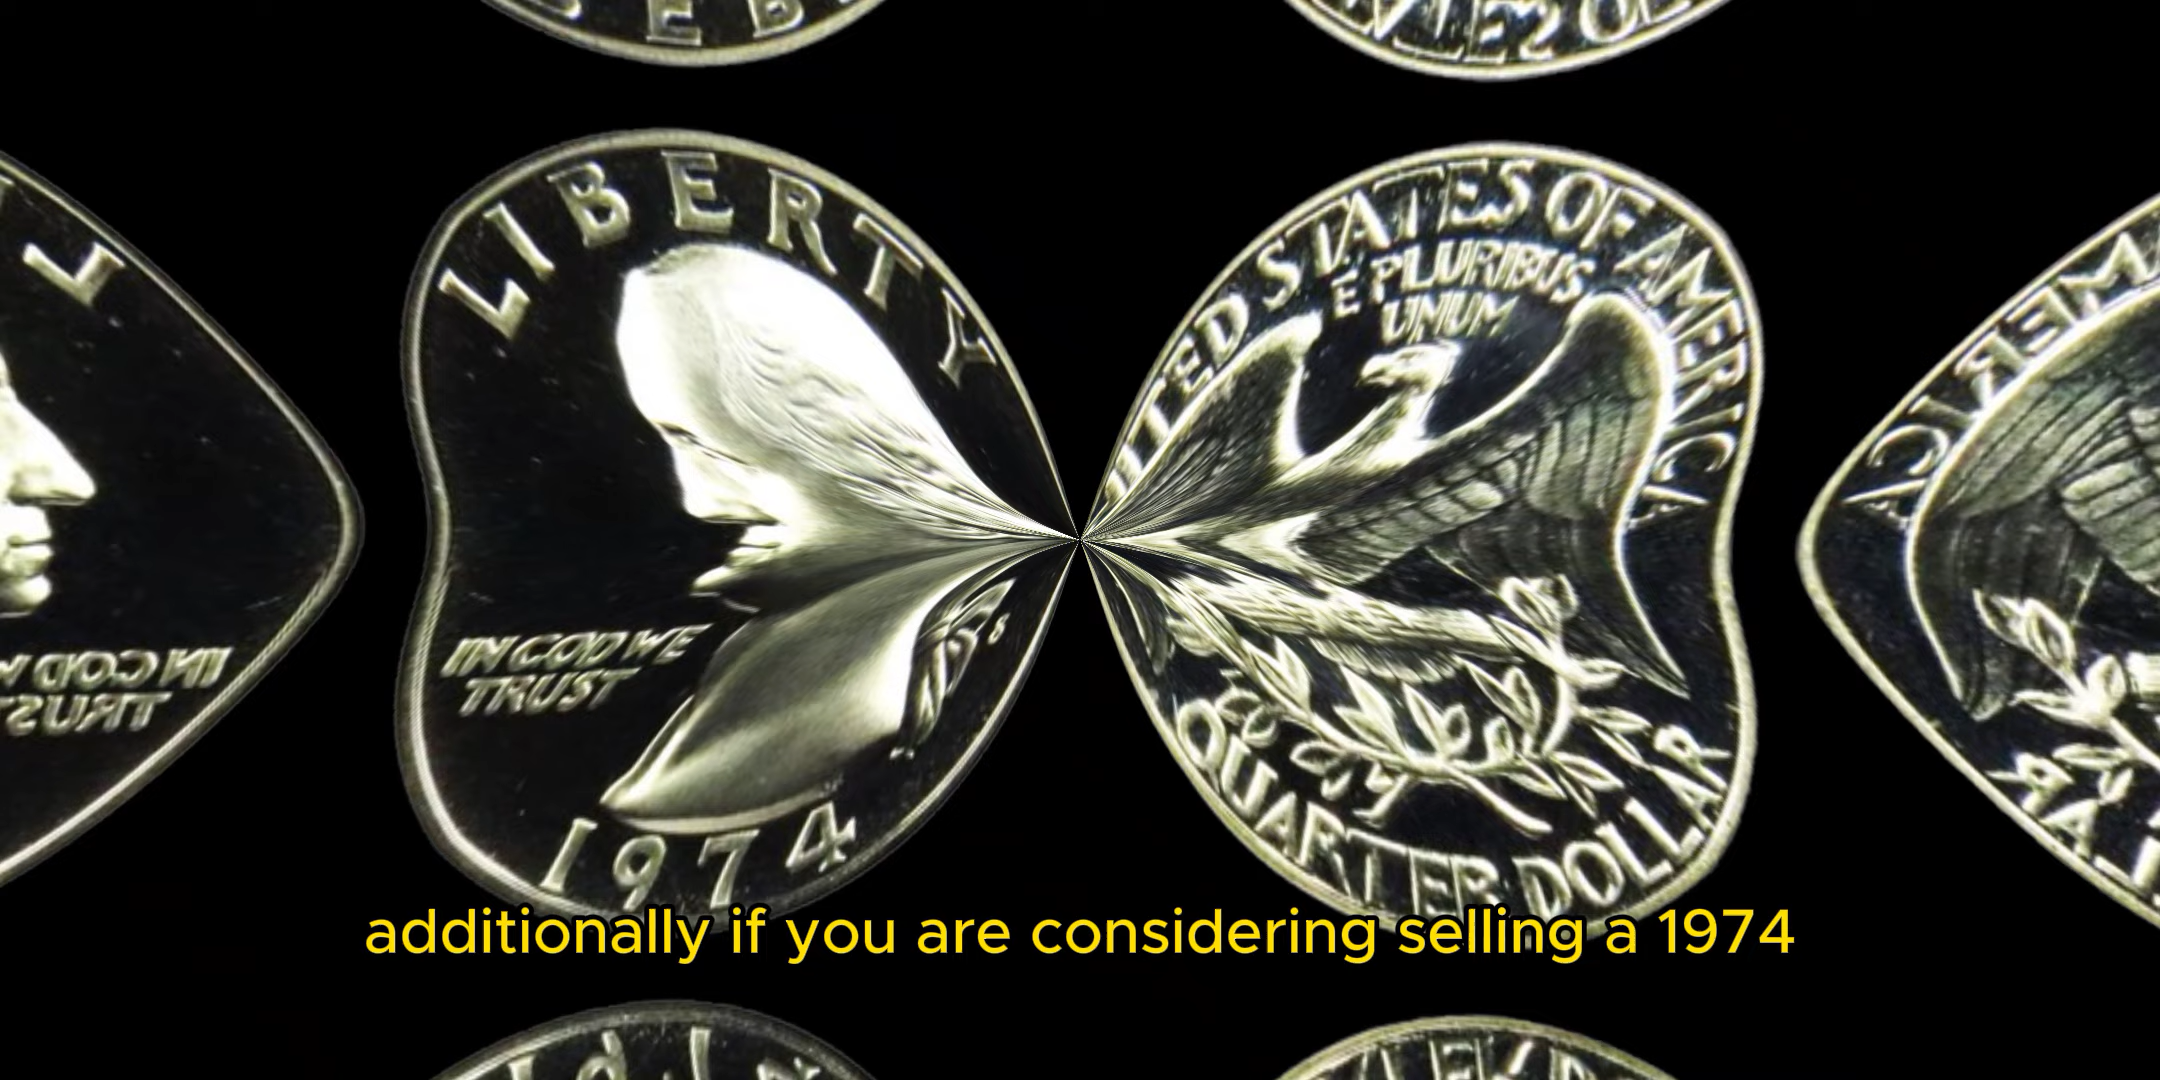 LIBERTY
IN GOD WE
TRUST
S
1974
UNITED STATES OF AMERICA
E PLURIBUS
UNUM
QUARTER DOLLAR
additionally if you are considering selling a 1974